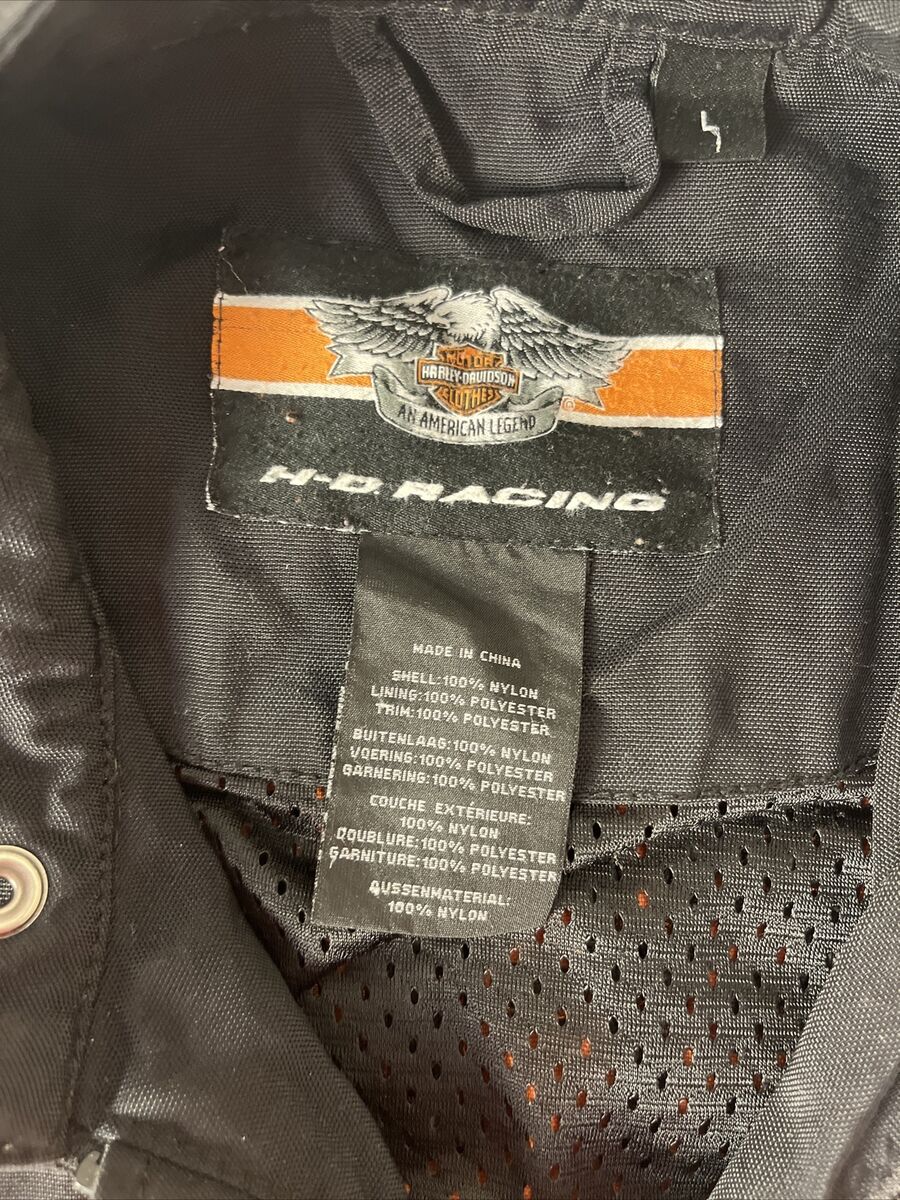 MOTOR
HARLEY-DAVIDSON
CLOTHES
®
AN AMERICAN LEGEND
H-D RACING
MADE IN CHINA
SHELL:100% NYLON
LINING:100% POLYESTER
TRIM:100% POLYESTER
BUITENLAAG:100% NYLON
VOERING:100% POLYESTER
GARNERING:100% POLYESTER
COUCHE EXTÉRIEURE:
100% NYLON
DOUBLURE:100% POLYESTER
GARNITURE:100% POLYESTER
AUSSENMATERIAL:
100% NYLON